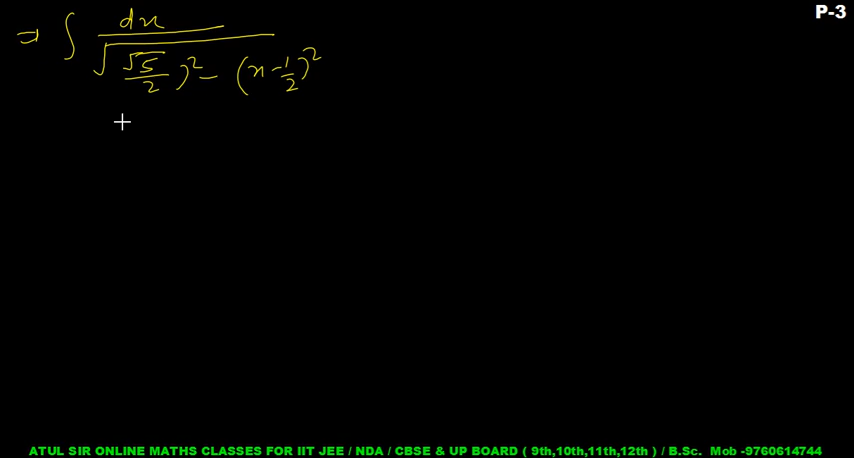 P-3
⇒ ∫ dx / √(√5/2)² - (x - 1/2)²
ATUL SIR ONLINE MATHS CLASSES FOR IIT JEE / NDA / CBSE & UP BOARD ( 9th,10th,11th,12th ) / B.Sc. Mob -9760614744